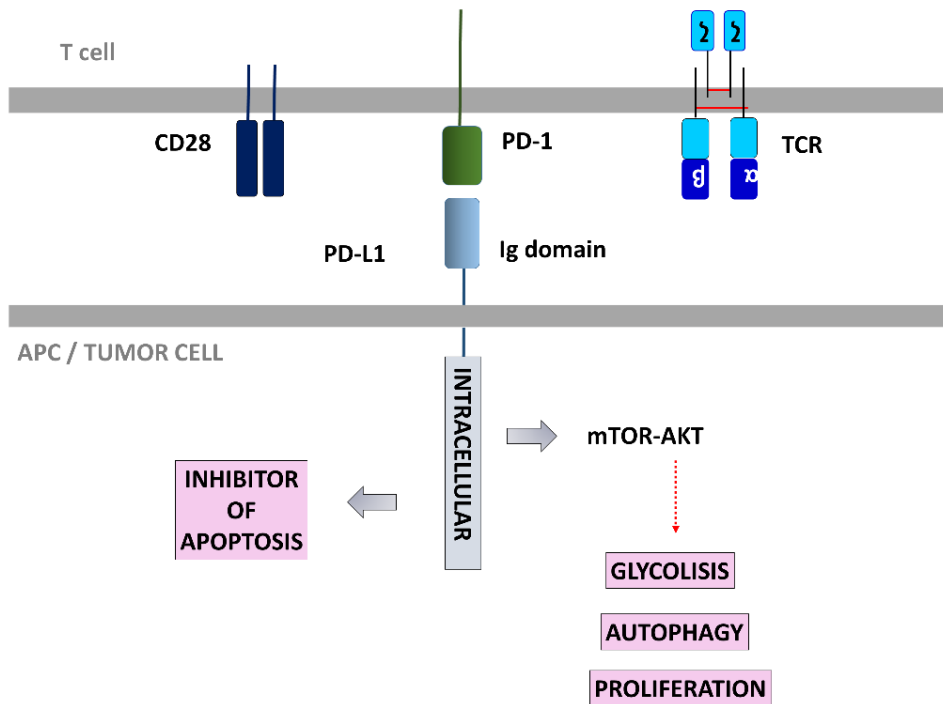 T cell
ζ ζ
CD28
PD-1
TCR
β α
PD-L1
Ig domain
APC / TUMOR CELL
INTRACELLULAR
mTOR-AKT
INHIBITOR
OF
APOPTOSIS
GLYCOLISIS
AUTOPHAGY
PROLIFERATION